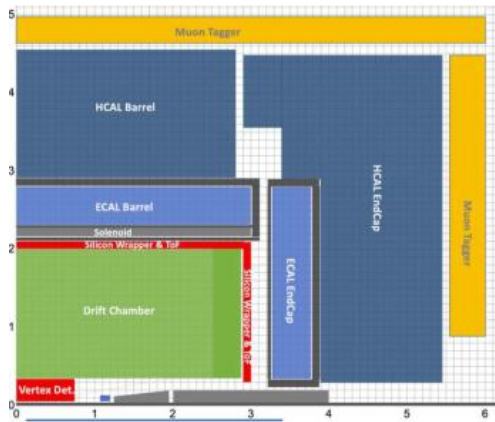 5
Muon Tagger
4
HCAL Barrel
HCAL EndCap
Muon Tagger
3
ECAL Barrel
Solenoid
2
Silicon Wrapper & ToF
Silicon Wrapper & ToF
ECAL EndCap
Drift Chamber
1
Vertex Det.
0
0 1 2 3 4 5 6